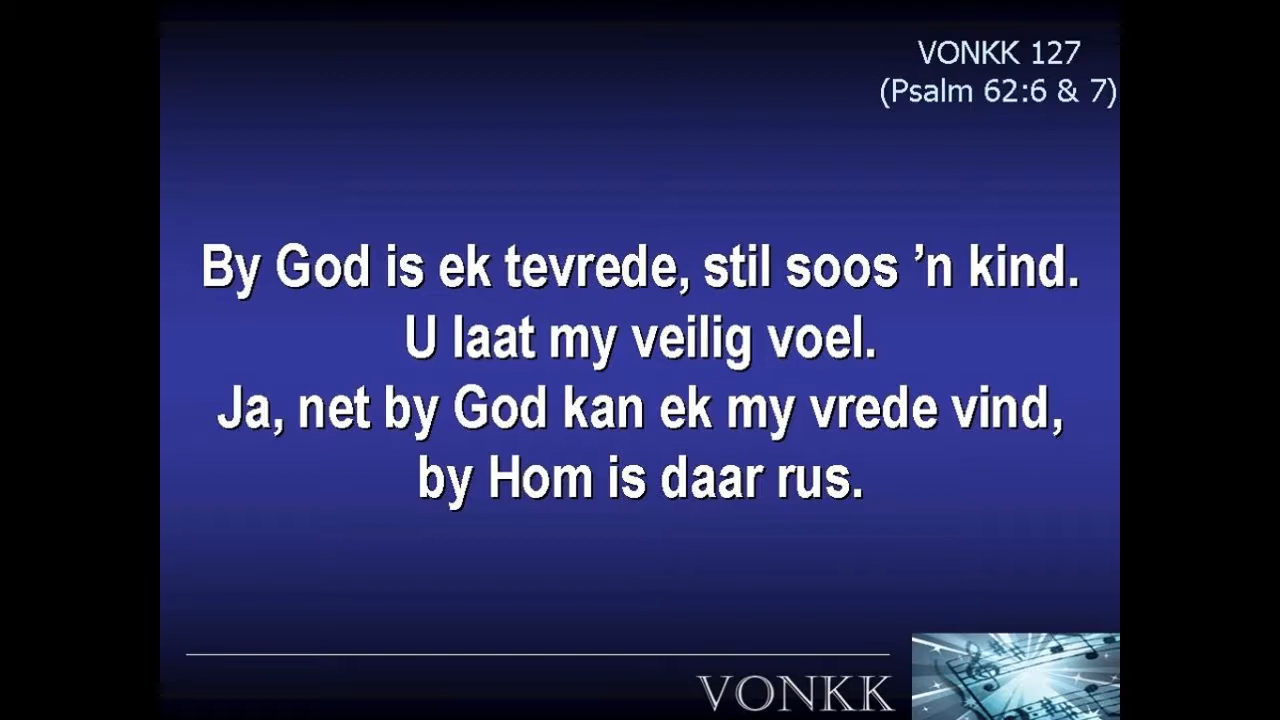 VONKK 127
(Psalm 62:6 & 7)
By God is ek tevrede, stil soos ’n kind.
U laat my veilig voel.
Ja, net by God kan ek my vrede vind,
by Hom is daar rus.
VONKK